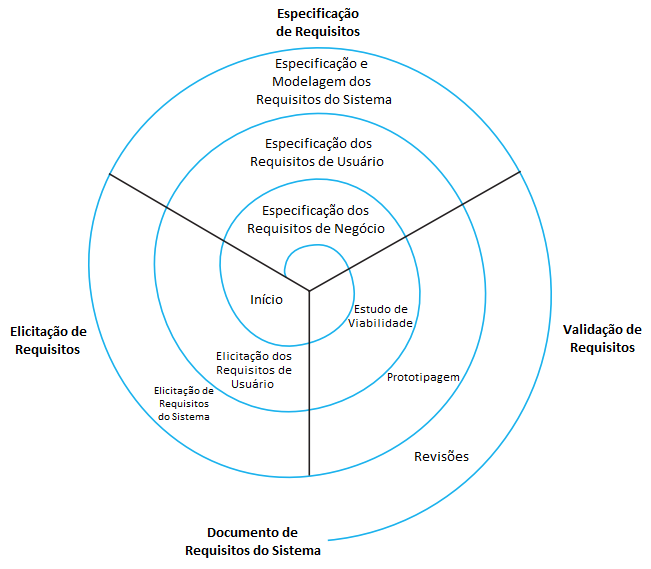 Especificação
de Requisitos
Especificação e
Modelagem dos
Requisitos do Sistema
Especificação dos
Requisitos de Usuário
Especificação dos
Requisitos de Negócio
Início
Estudo de
Viabilidade
Elicitação de
Requisitos
Validação de
Requisitos
Elicitação dos
Requisitos de
Usuário
Prototipagem
Elicitação de
Requisitos
do Sistema
Revisões
Documento de
Requisitos do Sistema